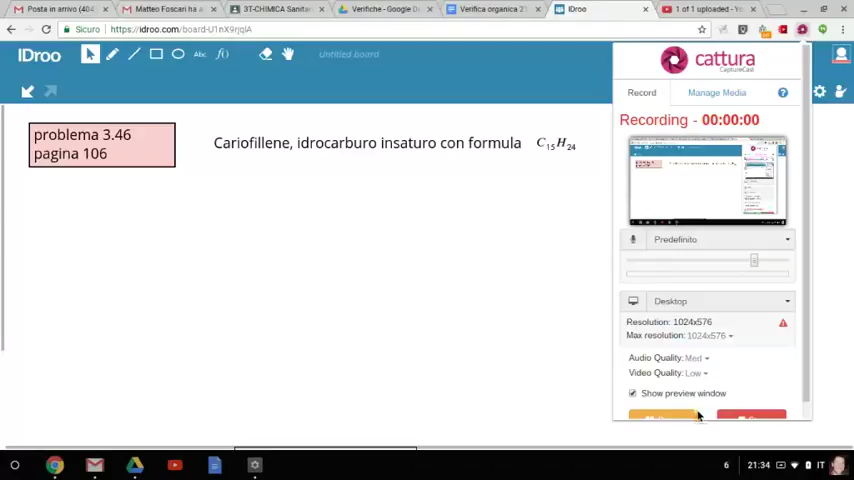 Posta in arrivo (404
Matteo Foscari ha a
3T-CHIMICA Sanitar
Verifiche - Google D
Verifica organica 2
IDroo
1 of 1 uploaded - Yo
Sicuro
https://idroo.com/board-U1nX9rjqlA
IDroo
Abc
f()
Untitled board
cattura
CaptureCast
Record
Manage Media
?
Recording - 00:00:00
problema 3.46
pagina 106
Cariofillene, idrocarburo insaturo con formula C₁₅H₂₄
Predefinito
Desktop
Resolution: 1024x576
Max resolution: 1024x576
Audio Quality: Med
Video Quality: Low
Show preview window
6
21:34
IT